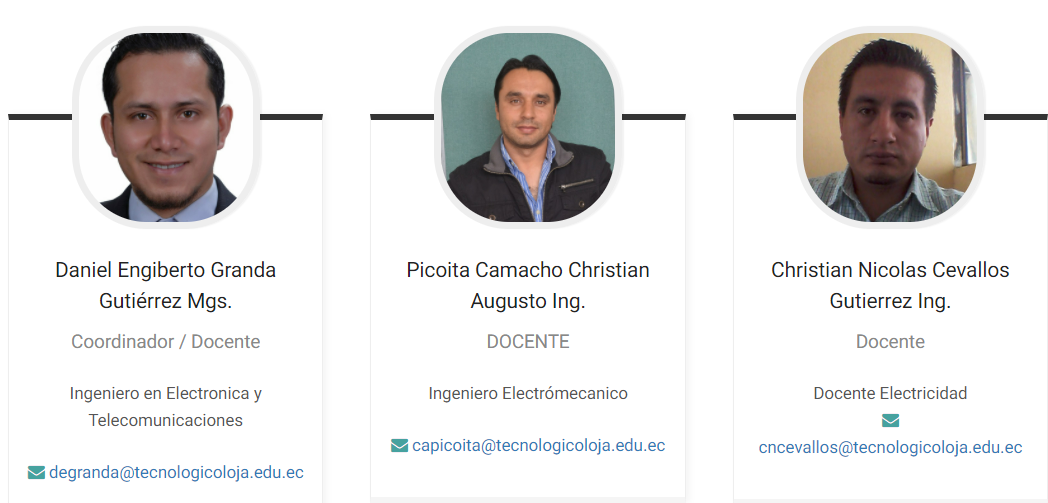 Daniel Engiberto Granda
Gutiérrez Mgs.
Coordinador / Docente
Ingeniero en Electronica y
Telecomunicaciones
degranda@tecnologicoloja.edu.ec
Picoita Camacho Christian
Augusto Ing.
DOCENTE
Ingeniero Electrómecanico
capicoita@tecnologicoloja.edu.ec
Christian Nicolas Cevallos
Gutierrez Ing.
Docente
Docente Electricidad
cncevallos@tecnologicoloja.edu.ec